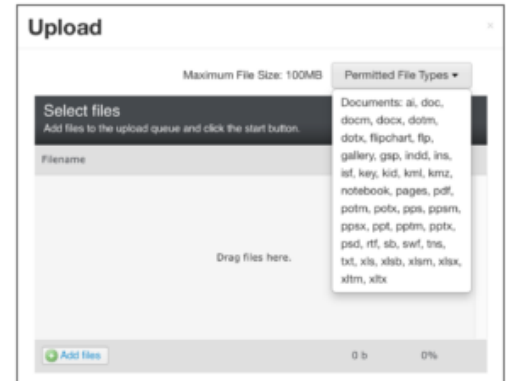 Upload
Maximum File Size: 100MB
Permitted File Types
Select files
Add files to the upload queue and click the start button.
Filename
Documents: ai, doc,
docm, docx, dotm,
dotx, flipchart, flp,
gallery, gsp, indd, ins,
isf, key, kid, kml, kmz,
notebook, pages, pdf,
potm, potx, pps, ppsm,
ppsx, ppt, pptm, pptx,
psd, rtf, sb, swf, tns,
txt, xls, xlsb, xlsm, xlsx,
xltm, xltx
Drag files here.
Add files
0 b
0%